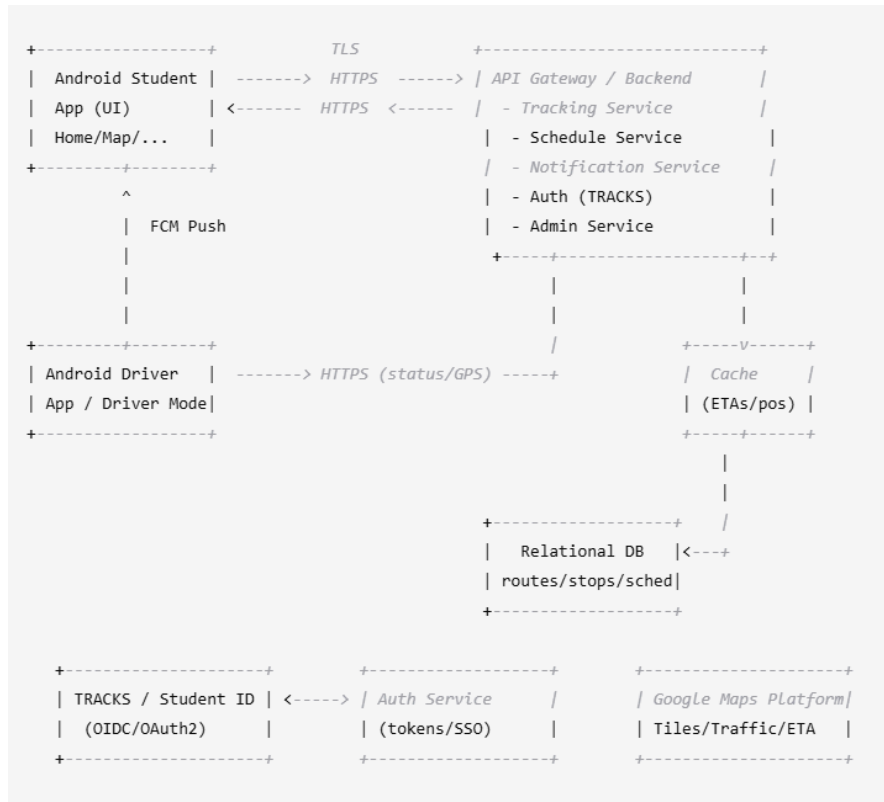 +------------------+            TLS            +-----------------------------+
|  Android Student |  ------->  HTTPS  ------> | API Gateway / Backend       |
|  App (UI)        | <-------  HTTPS  <------  |  - Tracking Service         |
|  Home/Map/...    |                            |  - Schedule Service         |
+---------+--------+                            |  - Notification Service     |
          ^                                     |  - Auth (TRACKS)            |
          |  FCM Push                           |  - Admin Service            |
          |                                      +-----+-------------------+--+
          |                                            |                   |
          |                                            |                   |
+---------+--------+                                   /             +-----v------+
| Android Driver   |  -------> HTTPS (status/GPS) -----+             |  Cache     |
| App / Driver Mode|                                                 | (ETAs/pos) |
+------------------+                                                 +-----+------+
                                                                         |
                                                                         |
                                                +-------------------+    /
                                                |   Relational DB   |<---+
                                                | routes/stops/sched|
                                                +-------------------+
   +---------------------+         +-------------------+        +---------------------+
   | TRACKS / Student ID | <-----> | Auth Service      |        | Google Maps Platform|
   |  (OIDC/OAuth2)      |         | (tokens/SSO)      |        | Tiles/Traffic/ETA   |
   +---------------------+         +-------------------+        +---------------------+